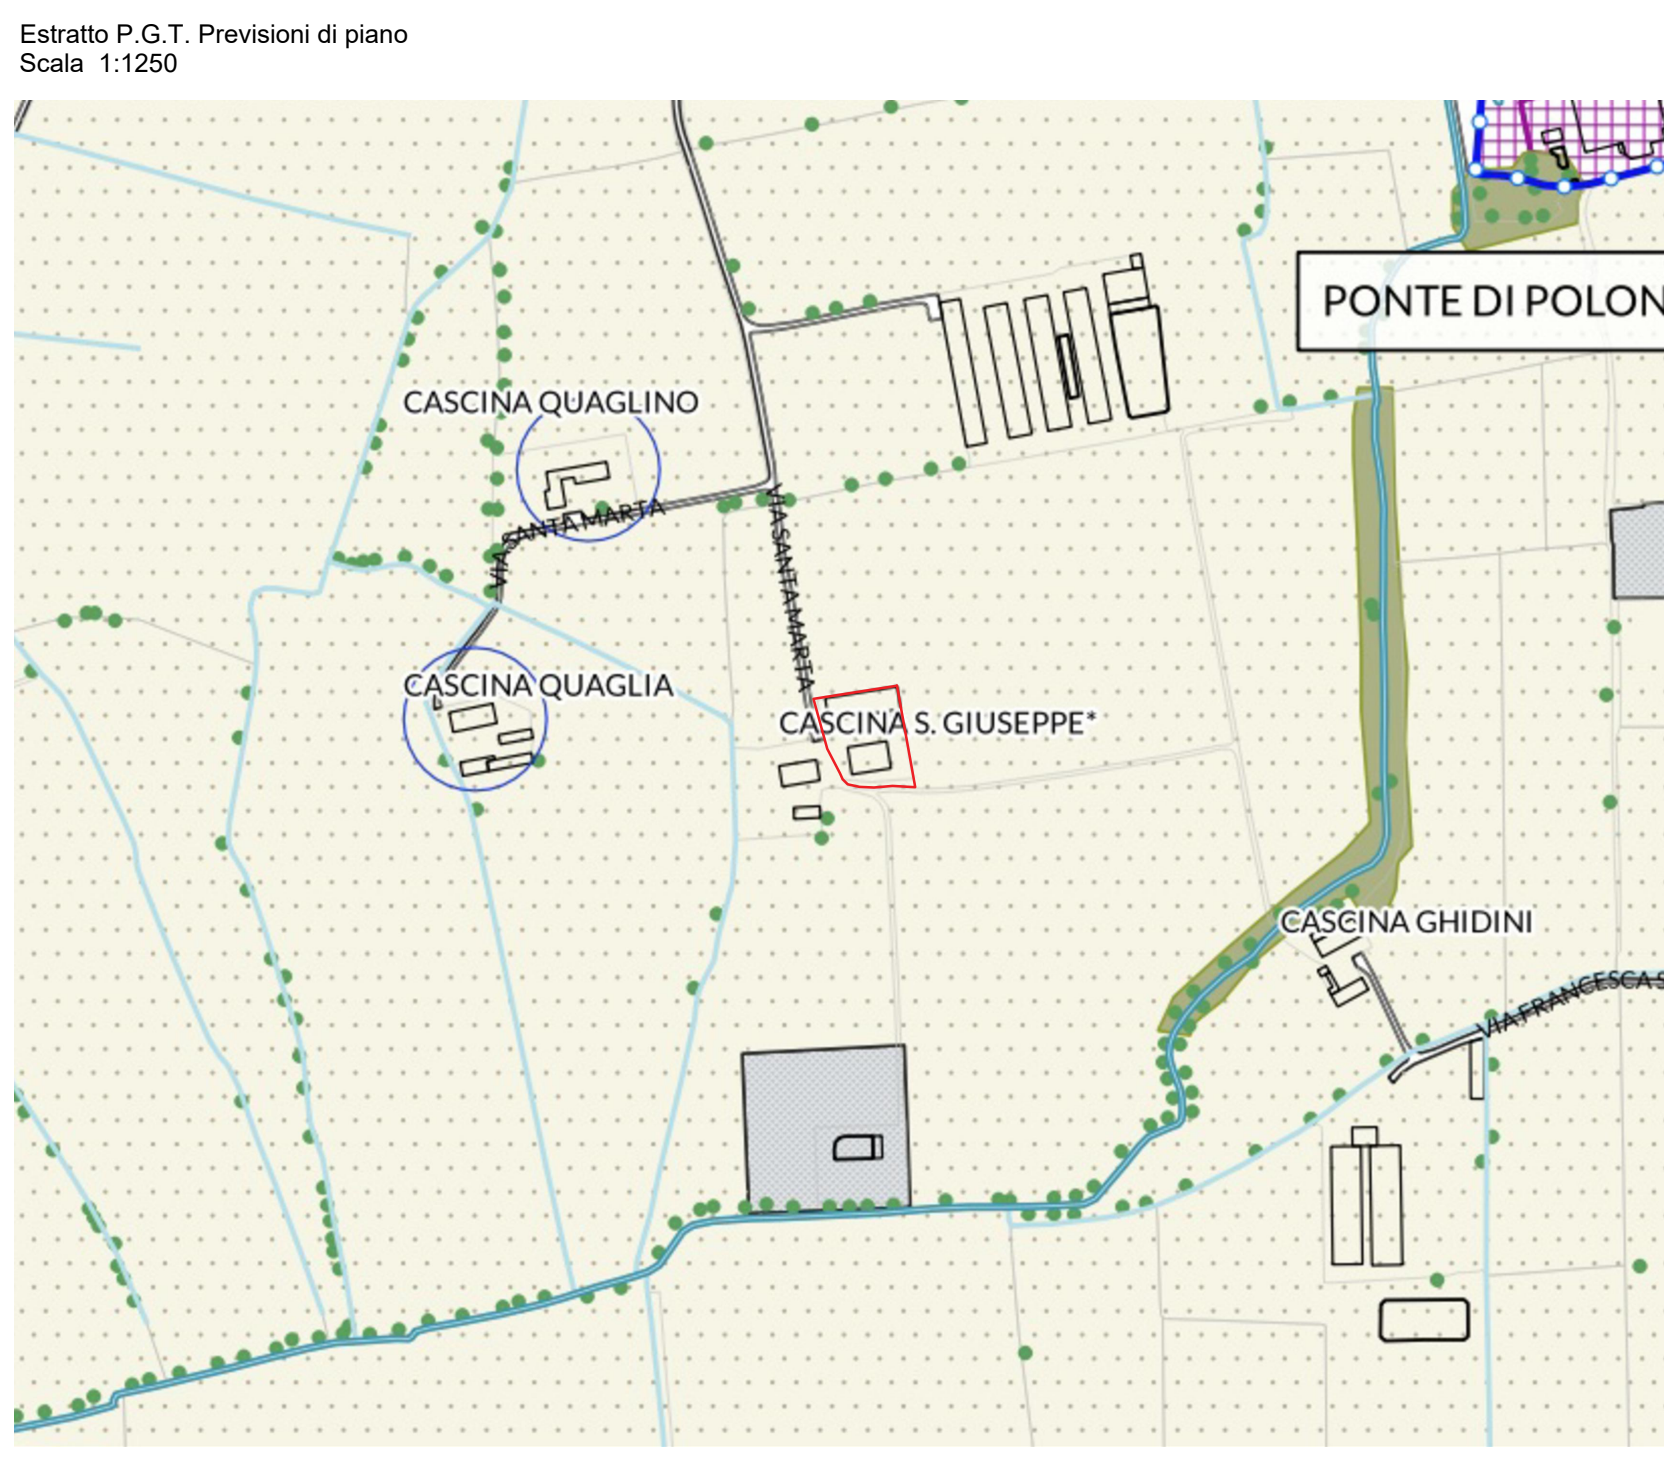 Estratto P.G.T. Previsioni di piano
Scala 1:1250
PONTE DI POLON
CASCINA QUAGLINO
VIA SANTA MARTA
VIA SANTA MARTA
CASCINA QUAGLIA
CASCINA S. GIUSEPPE*
CASCINA GHIDINI
VIA FRANCESCA S